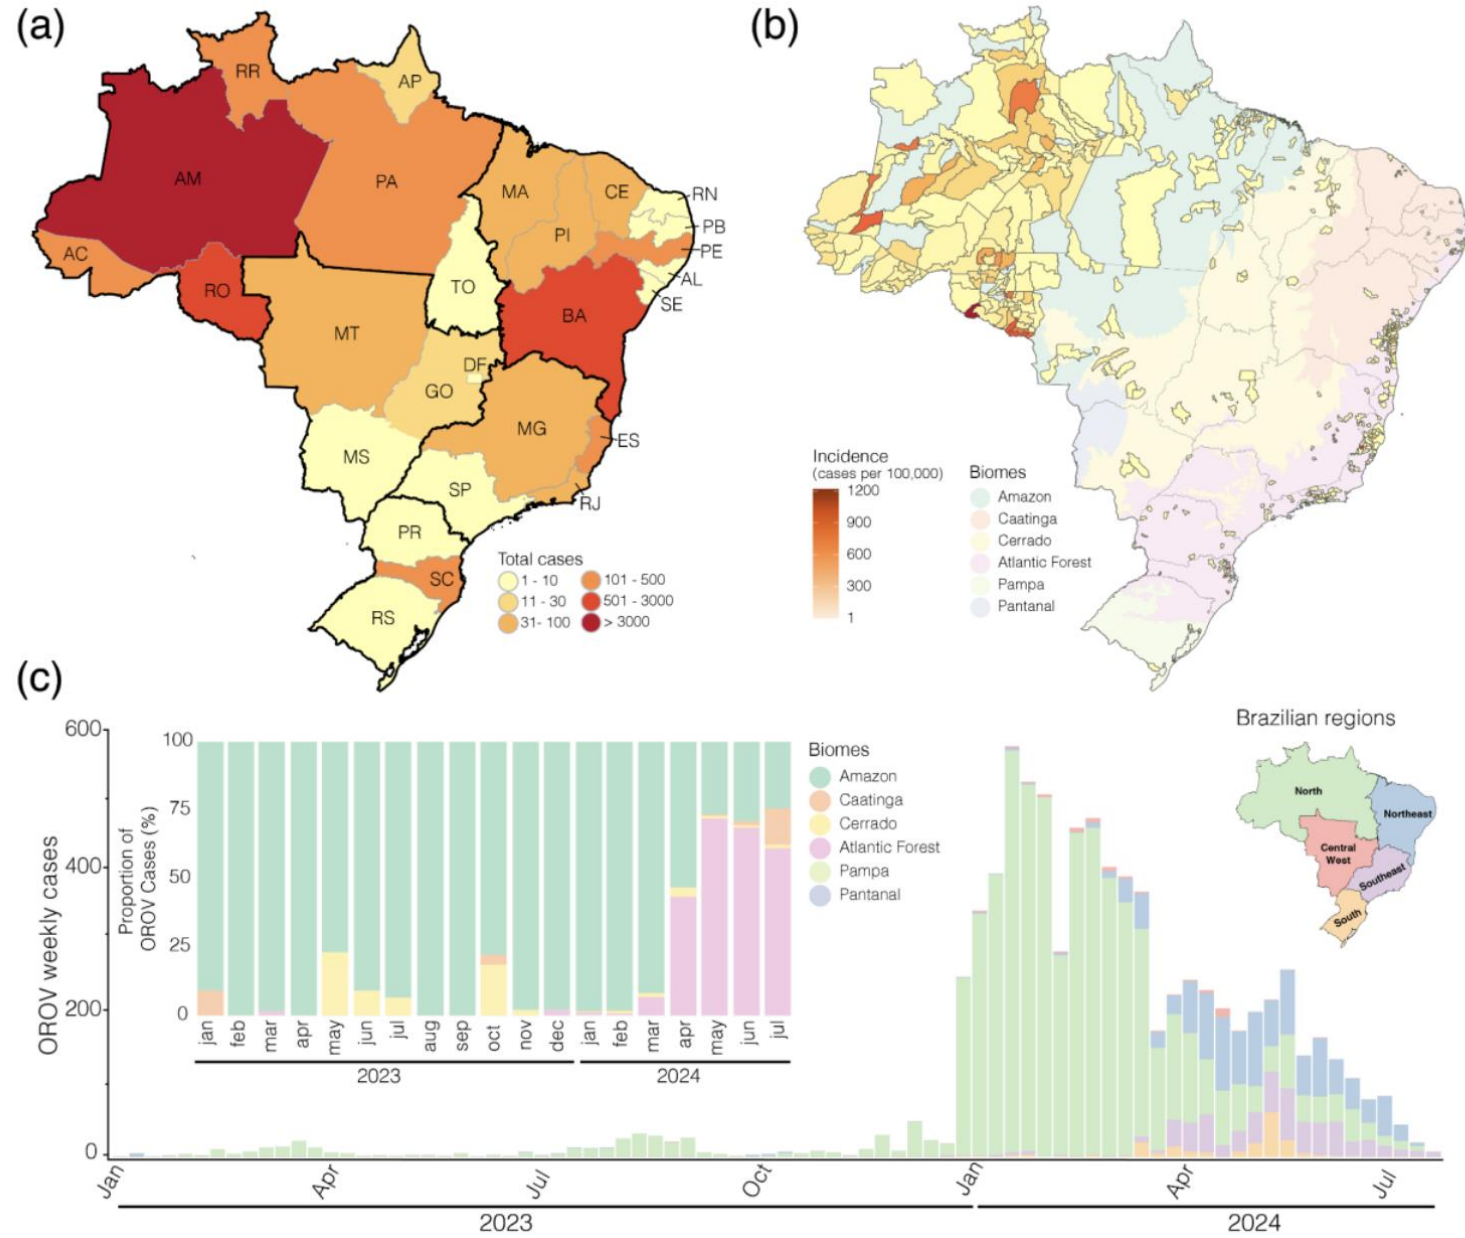 (a)
RR
AP
AM
PA
MA
CE
RN
PB
PI
PE
AC
AL
TO
RO
SE
BA
MT
DF
GO
MG
ES
MS
SP
RJ
PR
SC
RS
Total cases
1 - 10
101 - 500
11 - 30
501 - 3000
31- 100
> 3000
(b)
Incidence
(cases per 100,000)
1200
900
600
300
1
Biomes
Amazon
Caatinga
Cerrado
Atlantic Forest
Pampa
Pantanal
(c)
OROV weekly cases
600
400
200
0
Proportion of
OROV Cases (%)
100
75
50
25
0
jan
feb
mar
apr
may
jun
jul
aug
sep
oct
nov
dec
jan
feb
mar
apr
may
jun
jul
2023
2024
Biomes
Amazon
Caatinga
Cerrado
Atlantic Forest
Pampa
Pantanal
Brazilian regions
North
Northeast
Central
West
Southeast
South
Jan
Apr
Jul
Oct
Jan
Apr
Jul
2023
2024